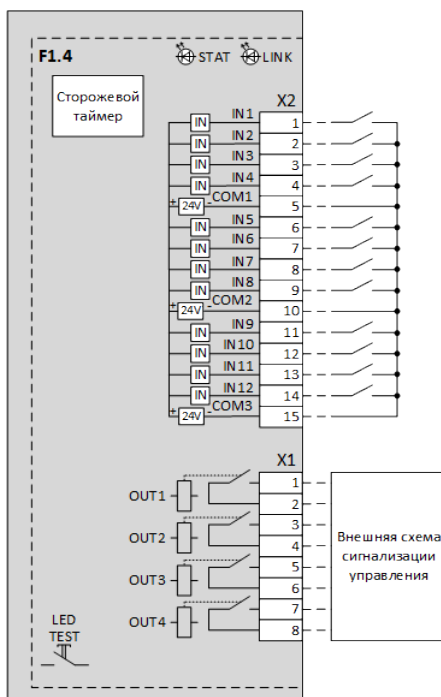 F1.4
STAT
LINK
Сторожевой
таймер
X2
IN IN1 1
IN IN2 2
IN IN3 3
IN IN4 4
+ 24V - COM1 5
IN IN5 6
IN IN6 7
IN IN7 8
IN IN8 9
+ 24V - COM2 10
IN IN9 11
IN IN10 12
IN IN11 13
IN IN12 14
+ 24V - COM3 15
X1
OUT1 1
2
OUT2 3
4
OUT3 5
6
OUT4 7
8
Внешняя схема
сигнализации
управления
LED
TEST